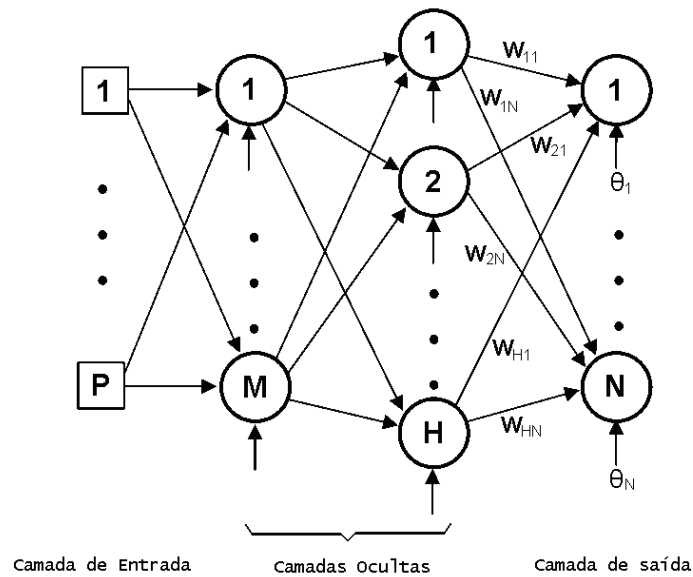 1
1
1
1
W11
W1N
W21
2
θ1
W2N
WH1
P
M
N
H
WHN
θN
Camada de Entrada
Camadas Ocultas
Camada de saída